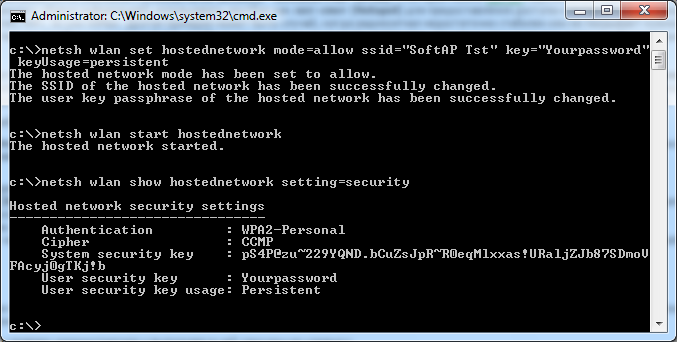 Administrator: C:\Windows\system32\cmd.exe
c:\>netsh wlan set hostednetwork mode=allow ssid="SoftAP Tst" key="Yourpassword"
keyUsage=persistent
The hosted network mode has been set to allow.
The SSID of the hosted network has been successfully changed.
The user key passphrase of the hosted network has been successfully changed.
c:\>netsh wlan start hostednetwork
The hosted network started.
c:\>netsh wlan show hostednetwork setting=security
Hosted network security settings
--------------------------------
Authentication : WPA2-Personal
Cipher : CCMP
System security key : pS4P@zu~229YQND.bCuZsJpR~R0eqMlxxas!URaljZJb87SDmoV
FAcyj0gTKj!b
User security key : Yourpassword
User security key usage: Persistent
c:\>